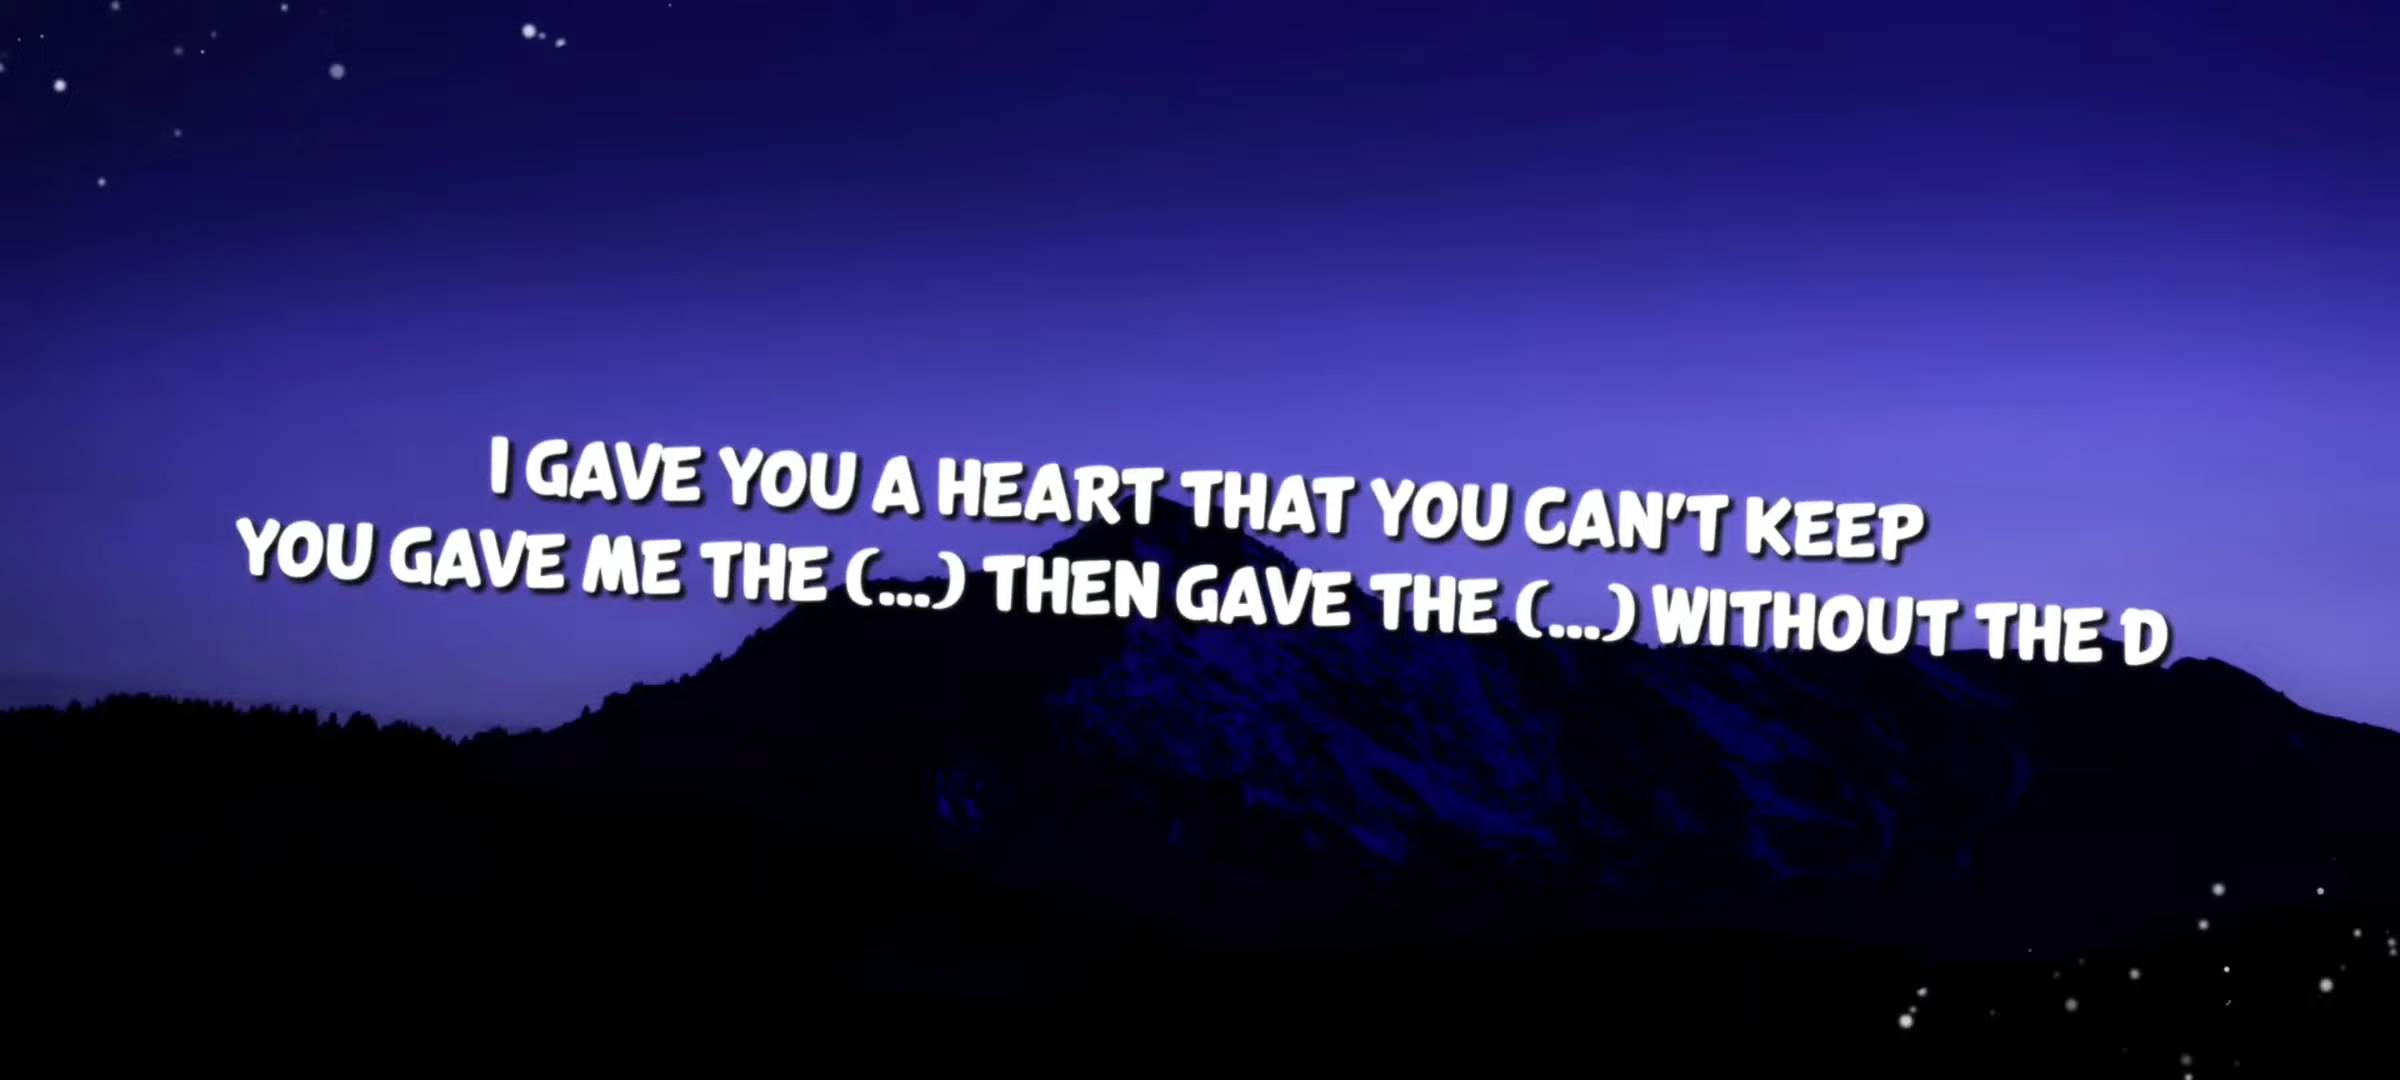 I GAVE YOU A HEART THAT YOU CAN'T KEEP
YOU GAVE ME THE (...) THEN GAVE THE (...) WITHOUT THE D